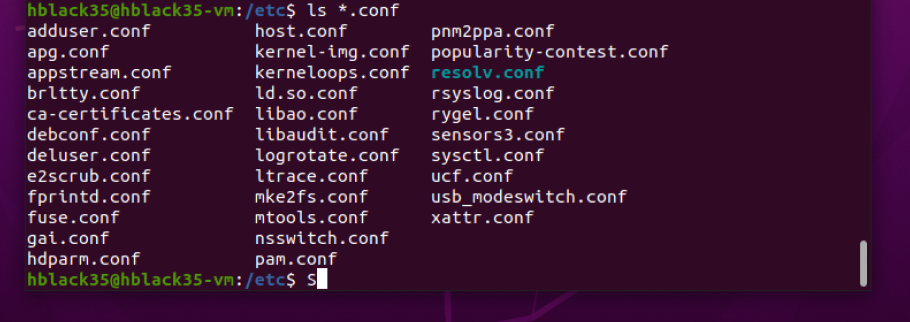 hblack35@hblack35-vm:/etc$ ls *.conf
adduser.conf host.conf pnm2ppa.conf
apg.conf kernel-img.conf popularity-contest.conf
appstream.conf kerneloops.conf resolv.conf
brltty.conf ld.so.conf rsyslog.conf
ca-certificates.conf libao.conf rygel.conf
debconf.conf libaudit.conf sensors3.conf
deluser.conf logrotate.conf sysctl.conf
e2scrub.conf ltrace.conf ucf.conf
fprintd.conf mke2fs.conf usb_modeswitch.conf
fuse.conf mtools.conf xattr.conf
gai.conf nsswitch.conf
hdparm.conf pam.conf
hblack35@hblack35-vm:/etc$ S